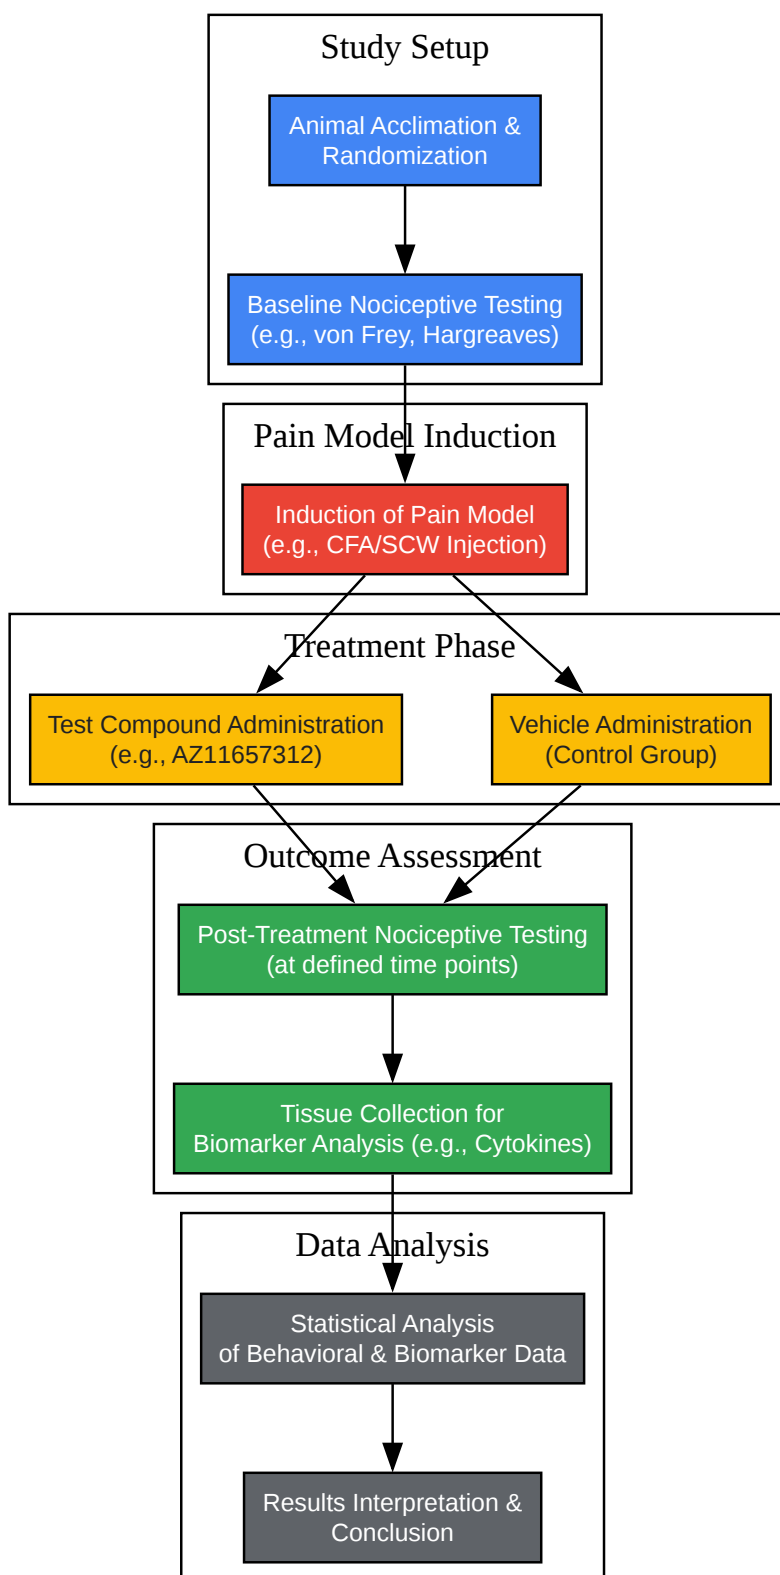 Study Setup
Animal Acclimation &
Randomization
Baseline Nociceptive Testing
(e.g., von Frey, Hargreaves)
Pain Model Induction
Induction of Pain Model
(e.g., CFA/SCW Injection)
Treatment Phase
Test Compound Administration
(e.g., AZ11657312)
Vehicle Administration
(Control Group)
Outcome Assessment
Post-Treatment Nociceptive Testing
(at defined time points)
Tissue Collection for
Biomarker Analysis (e.g., Cytokines)
Data Analysis
Statistical Analysis
of Behavioral & Biomarker Data
Results Interpretation &
Conclusion